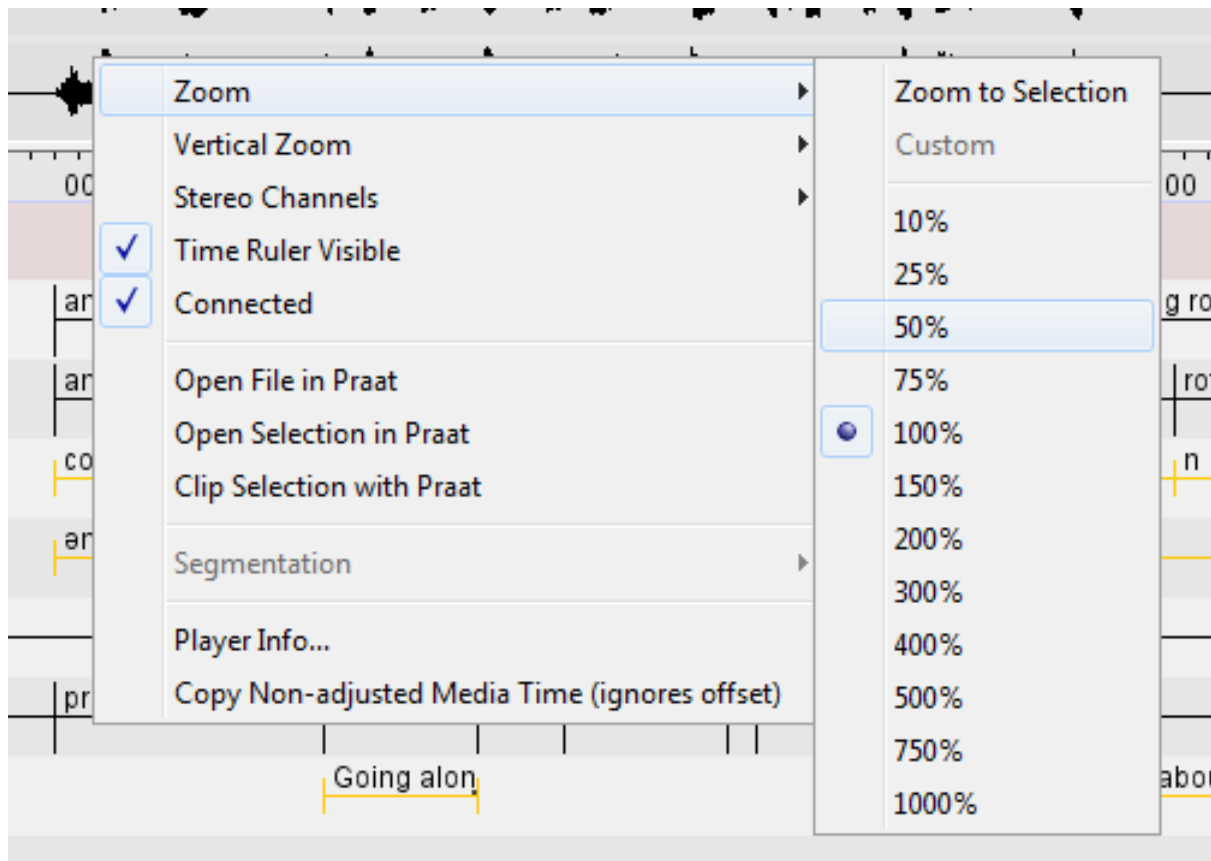 Zoom
Vertical Zoom
Stereo Channels
Time Ruler Visible
Connected
Open File in Praat
Open Selection in Praat
Clip Selection with Praat
Segmentation
Player Info...
Copy Non-adjusted Media Time (ignores offset)
Zoom to Selection
Custom
10%
25%
50%
75%
100%
150%
200%
300%
400%
500%
750%
1000%
00
00
n
Going alon